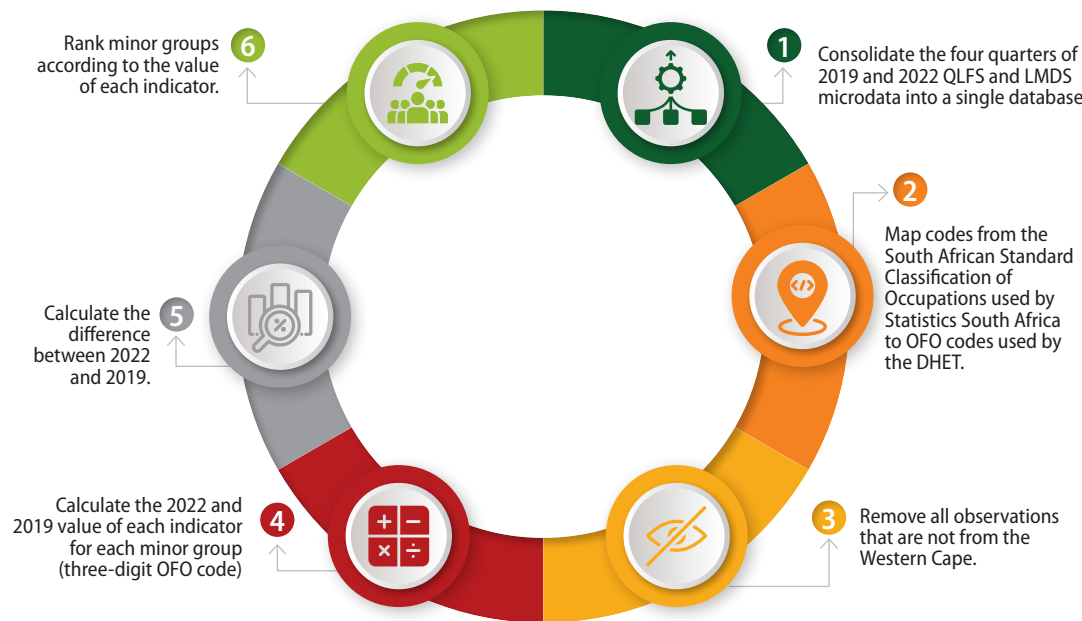 1
Consolidate the four quarters of
2019 and 2022 QLFS and LMDS
microdata into a single database
2
Map codes from the
South African Standard
Classification of
Occupations used by
Statistics South Africa
to OFO codes used by
the DHET.
3
Remove all observations
that are not from the
Western Cape.
4
Calculate the 2022 and
2019 value of each indicator
for each minor group
(three-digit OFO code)
5
Calculate the
difference
between 2022
and 2019.
6
Rank minor groups
according to the value
of each indicator.